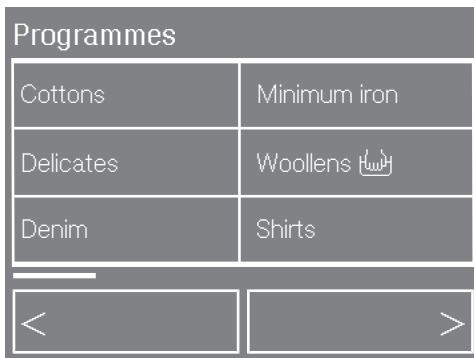 Programmes
Cottons Minimum iron
Delicates Woollens
Denim Shirts
< >